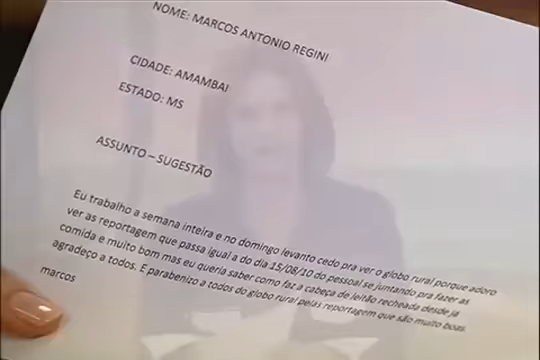 NOME: MARCOS ANTONIO REGINI
CIDADE: AMAMBAI
ESTADO: MS
ASSUNTO – SUGESTÃO
Eu trabalho a semana inteira e no domingo levanto cedo pra ver o globo rural porque adoro
ver as reportagem que passa igual a do dia 15/08/10 do pessoal se juntando pra fazer as
comida e muito bom mas eu queria saber como faz a cabeça de leitão recheada desde ja
agradeço a todos. E parabenizo a todos do globo rural pelas reportagem que são muito boas.
marcos